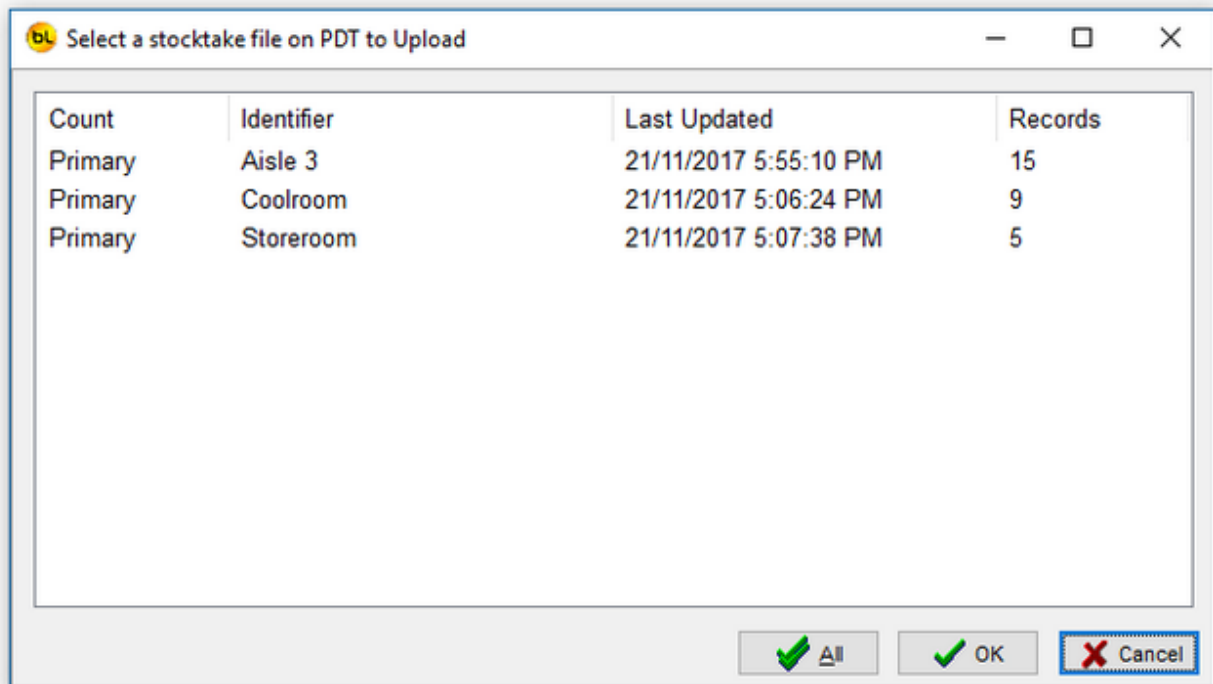 bL Select a stocktake file on PDT to Upload
Count Identifier Last Updated Records
Primary Aisle 3 21/11/2017 5:55:10 PM 15
Primary Coolroom 21/11/2017 5:06:24 PM 9
Primary Storeroom 21/11/2017 5:07:38 PM 5
All OK Cancel